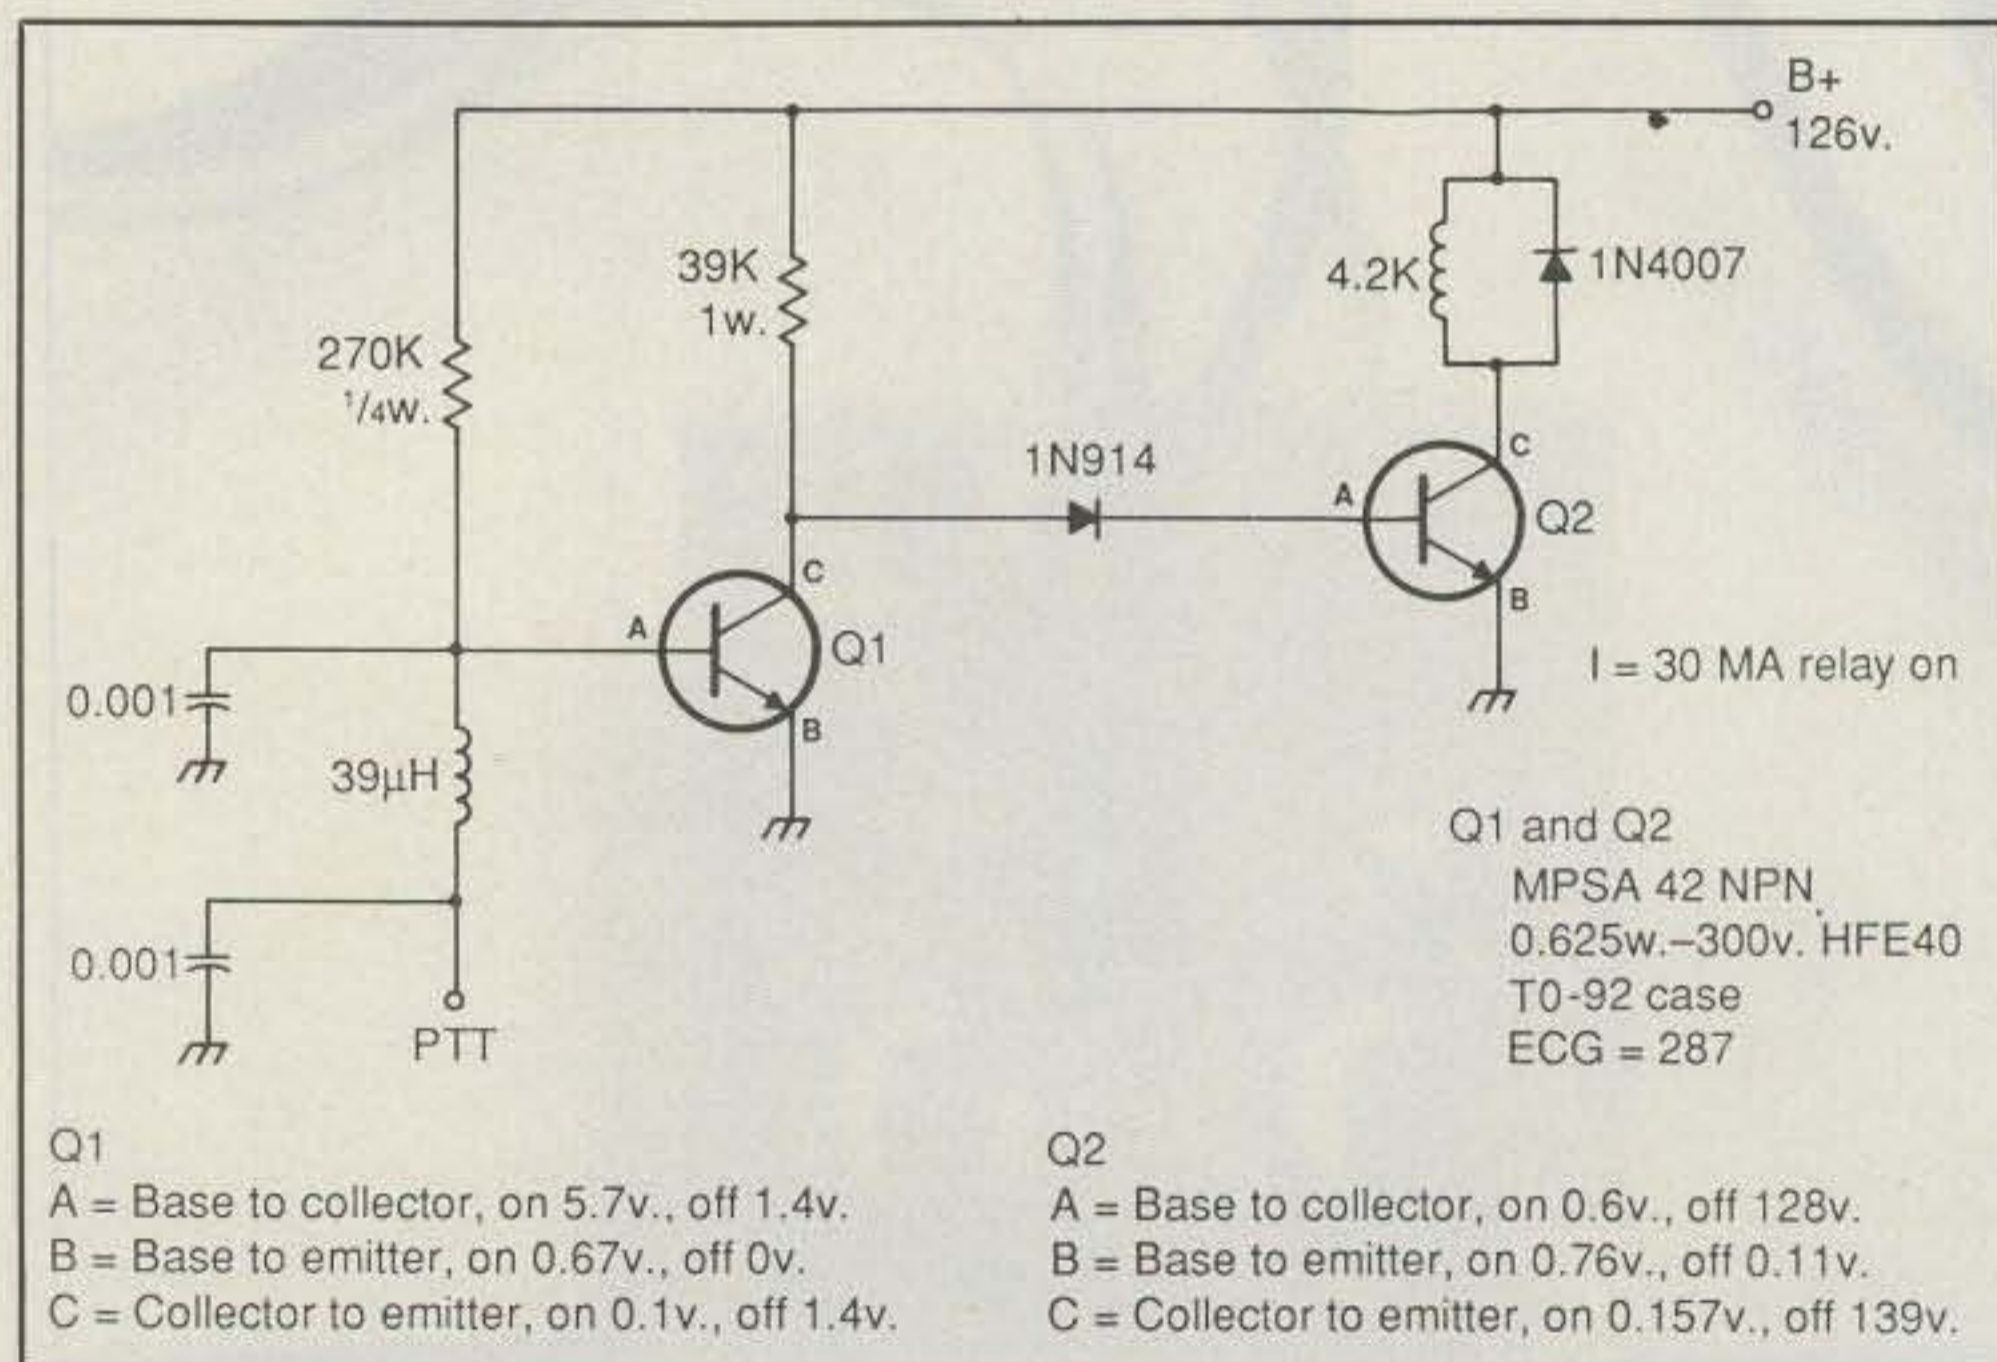 B+
126v.
39K
1w.
4.2K
1N4007
270K
1/4w.
1N914
C
A
Q2
B
C
A
Q1
B
I = 30 MA relay on
0.001
39µH
Q1 and Q2
MPSA 42 NPN
0.625w.–300v. HFE40
T0-92 case
ECG = 287
0.001
PTT
Q1
A = Base to collector, on 5.7v., off 1.4v.
B = Base to emitter, on 0.67v., off 0v.
C = Collector to emitter, on 0.1v., off 1.4v.
Q2
A = Base to collector, on 0.6v., off 128v.
B = Base to emitter, on 0.76v., off 0.11v.
C = Collector to emitter, on 0.157v., off 139v.